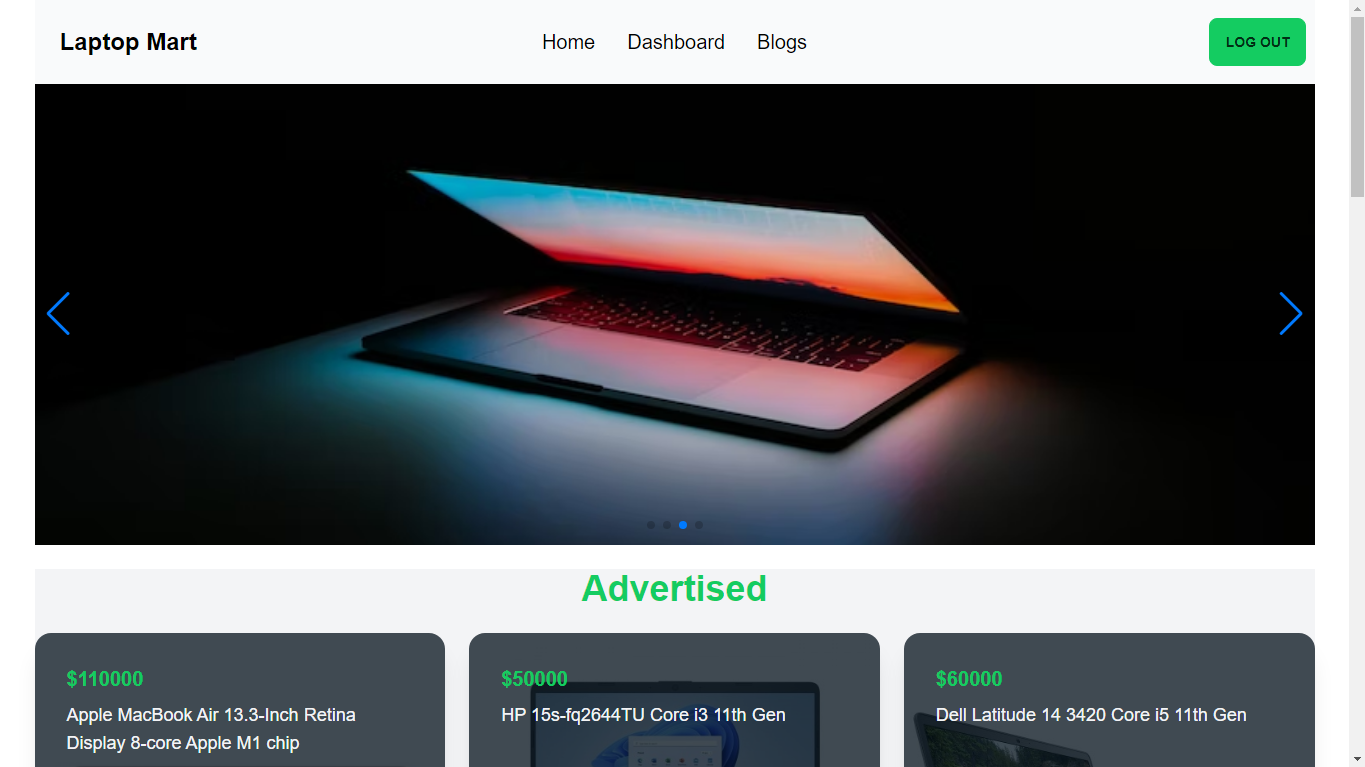 Laptop Mart
Home Dashboard Blogs
LOG OUT
Advertised
$110000
Apple MacBook Air 13.3-Inch Retina
Display 8-core Apple M1 chip
$50000
HP 15s-fq2644TU Core i3 11th Gen
$60000
Dell Latitude 14 3420 Core i5 11th Gen